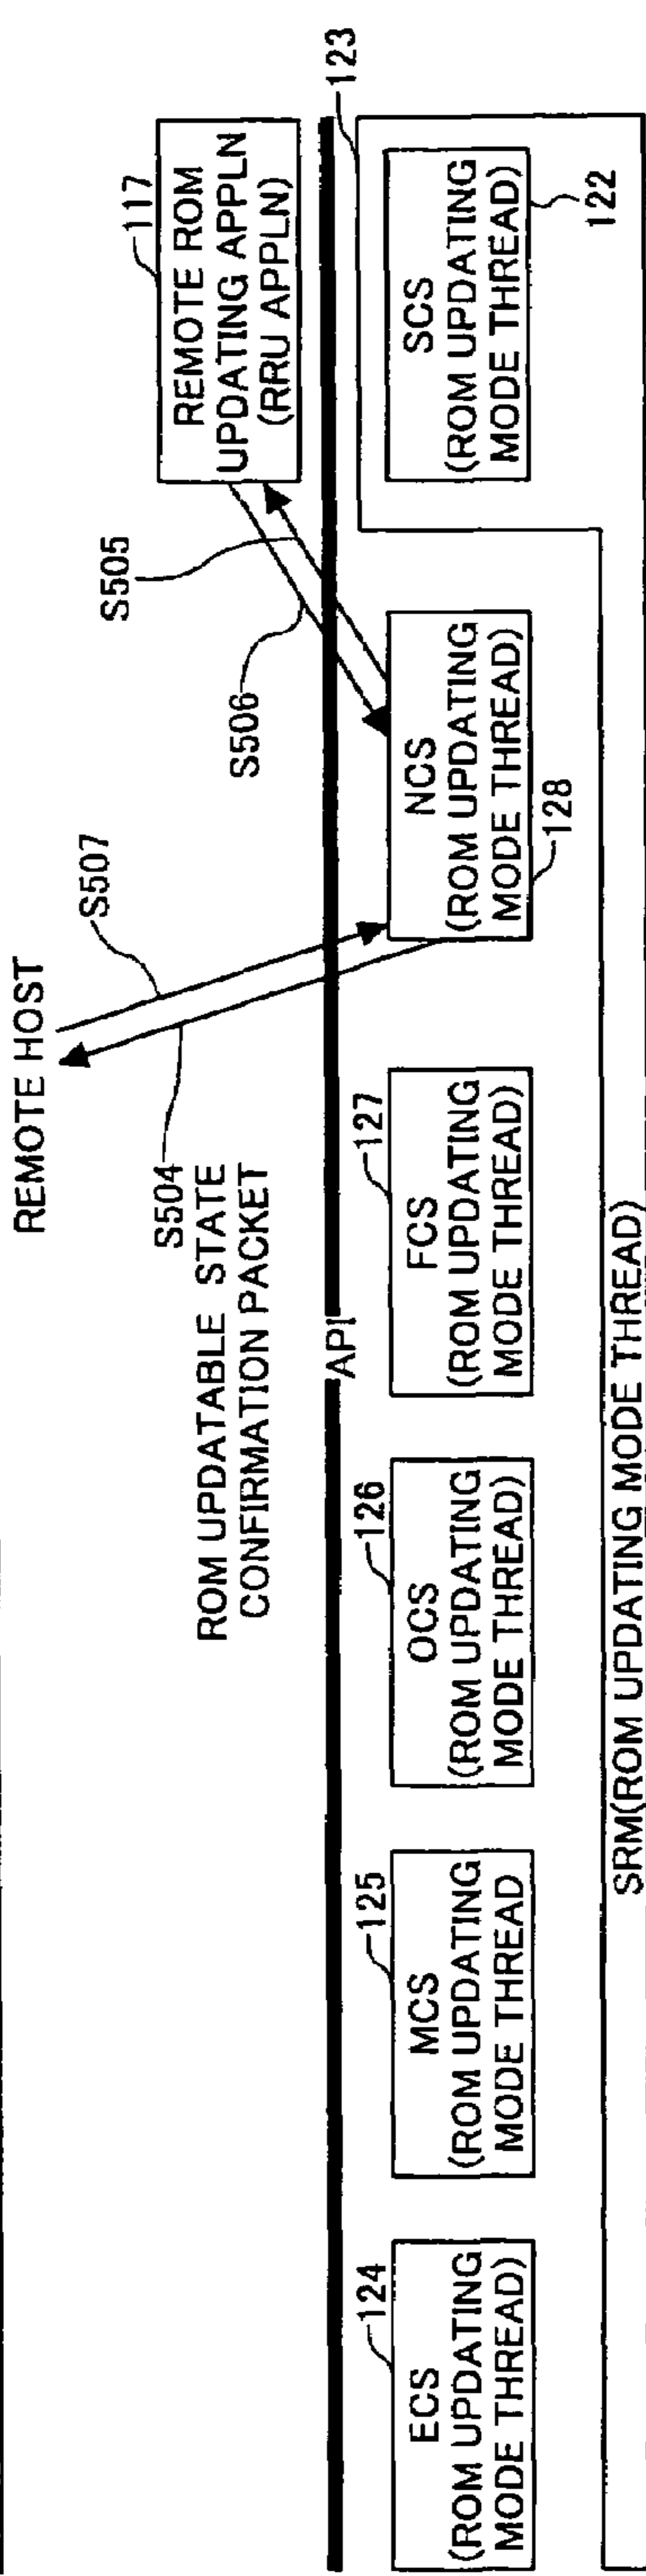 REMOTE HOST
S507
S504
ROM UPDATABLE STATE
CONFIRMATION PACKET
S506
S505
117
REMOTE ROM
UPDATING APPLN
(RRU APPLN)
API
123
124
ECS
(ROM UPDATING
MODE THREAD)
125
MCS
(ROM UPDATING
MODE THREAD
126
OCS
(ROM UPDATING
MODE THREAD)
127
FCS
(ROM UPDATING
MODE THREAD)
NCS
(ROM UPDATING
MODE THREAD)
128
SCS
(ROM UPDATING
MODE THREAD)
122
SRM(ROM UPDATING MODE THREAD)